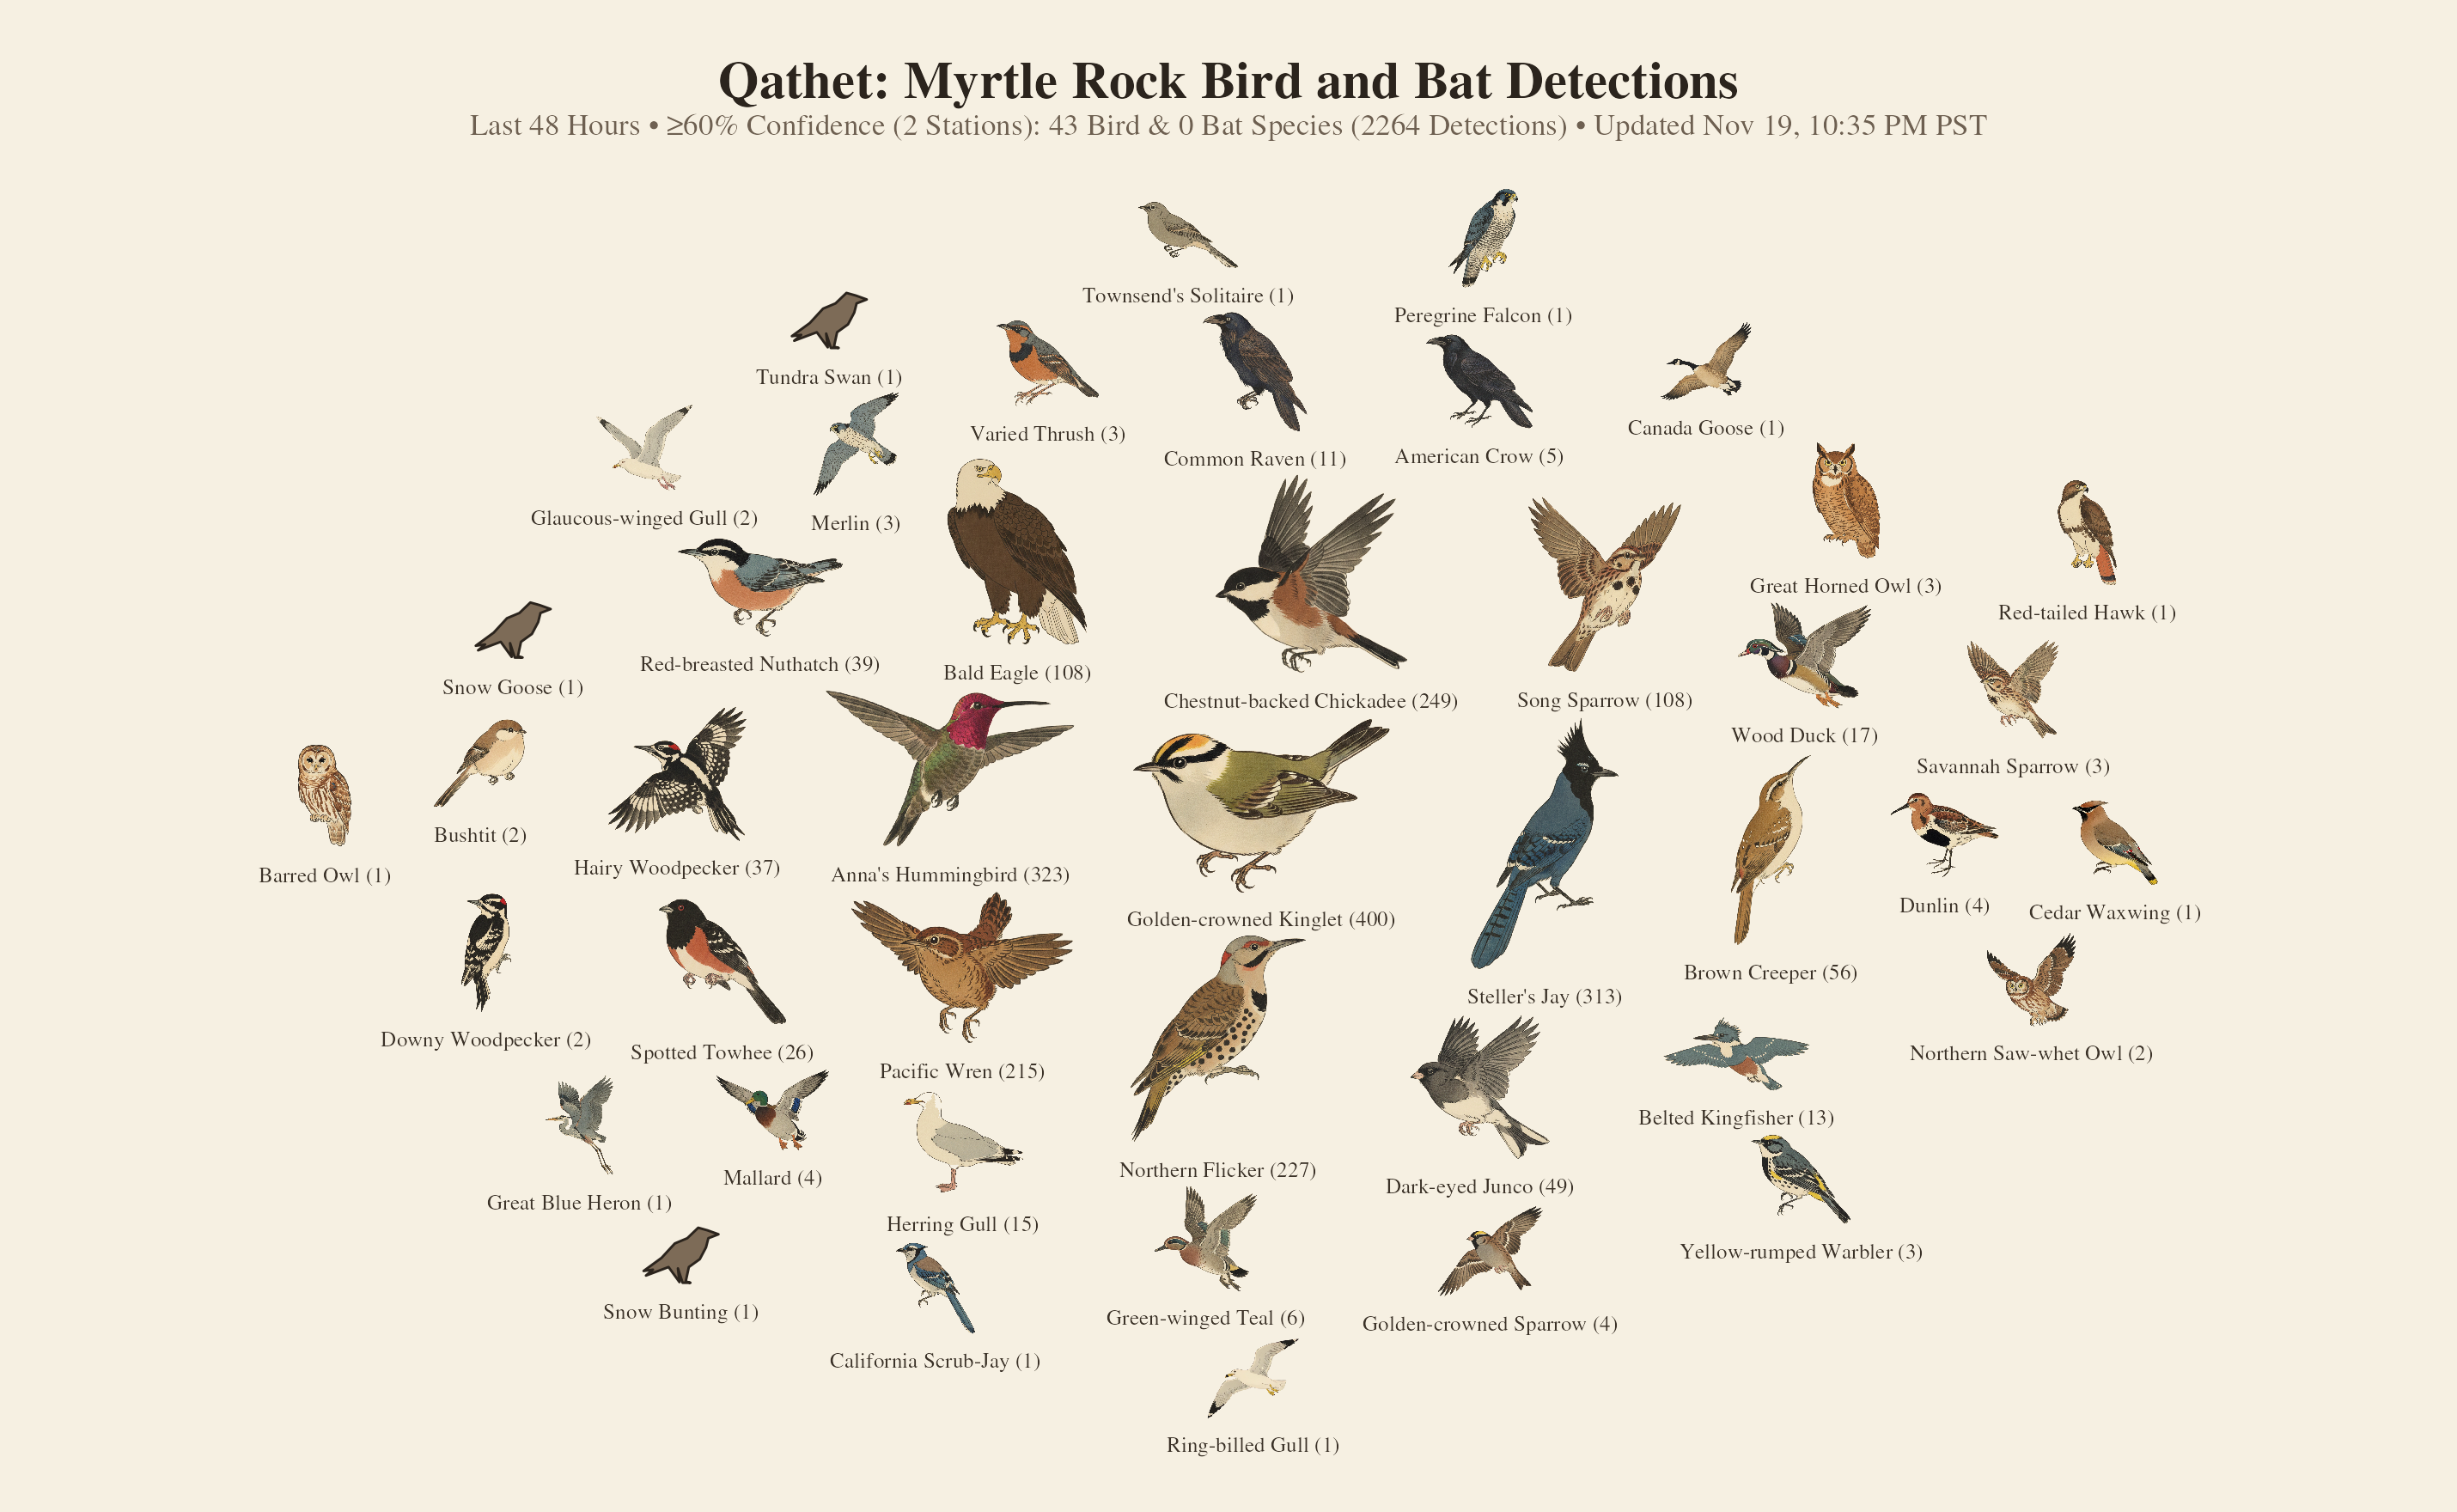 Qathet: Myrtle Rock Bird and Bat Detections
Last 48 Hours • ≥60% Confidence (2 Stations): 43 Bird & 0 Bat Species (2264 Detections) • Updated Nov 19, 10:35 PM PST
Townsend's Solitaire (1)
Peregrine Falcon (1)
Tundra Swan (1)
Varied Thrush (3)
Common Raven (11)
American Crow (5)
Canada Goose (1)
Glaucous-winged Gull (2)
Merlin (3)
Great Horned Owl (3)
Red-tailed Hawk (1)
Red-breasted Nuthatch (39)
Bald Eagle (108)
Snow Goose (1)
Chestnut-backed Chickadee (249)
Song Sparrow (108)
Wood Duck (17)
Savannah Sparrow (3)
Bushtit (2)
Barred Owl (1)
Hairy Woodpecker (37)
Anna's Hummingbird (323)
Golden-crowned Kinglet (400)
Dunlin (4)
Cedar Waxwing (1)
Brown Creeper (56)
Steller's Jay (313)
Downy Woodpecker (2)
Spotted Towhee (26)
Pacific Wren (215)
Northern Saw-whet Owl (2)
Belted Kingfisher (13)
Mallard (4)
Northern Flicker (227)
Dark-eyed Junco (49)
Great Blue Heron (1)
Herring Gull (15)
Yellow-rumped Warbler (3)
Snow Bunting (1)
Green-winged Teal (6)
Golden-crowned Sparrow (4)
California Scrub-Jay (1)
Ring-billed Gull (1)